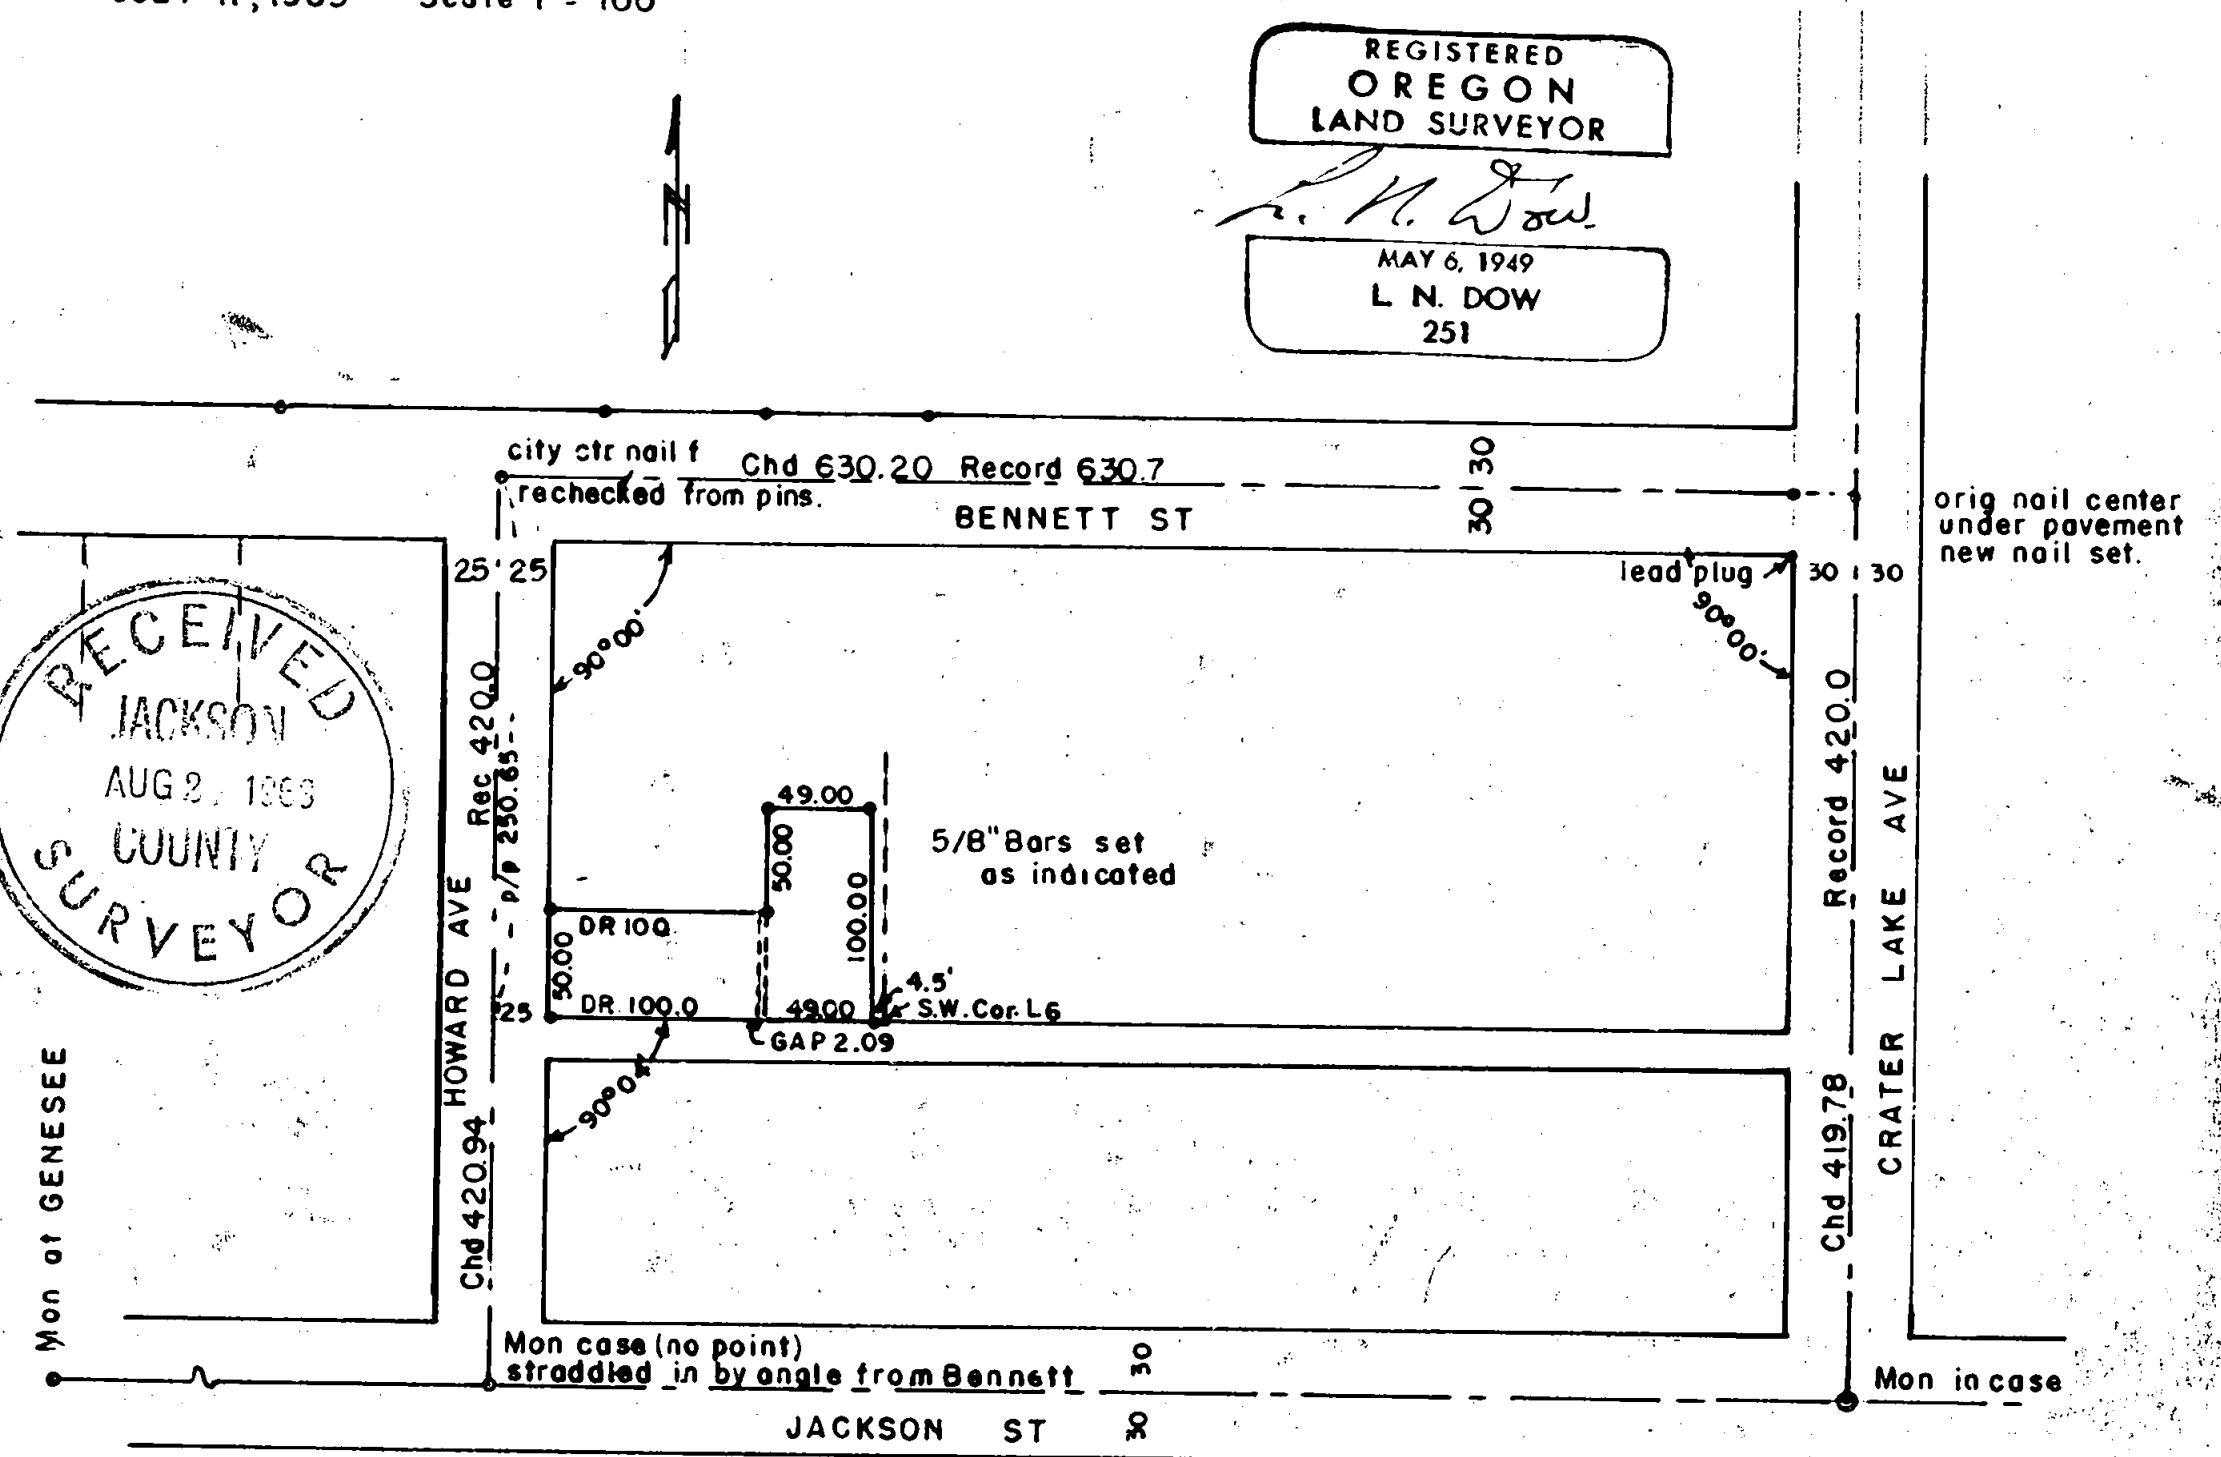 REGISTERED
OREGON
LAND SURVEYOR
L. N. Dow
MAY 6, 1949
L N. DOW
251
city ctr nail f
rechecked from pins.
Chd 630.20 Record 630.7
30
30
BENNETT ST
orig nail center
under pavement
new nail set.
25' 25
lead plug
30 30
90°00'
90°00'
RECEIVED
JACKSON
COUNTY
SURVEYOR
Rec 420.0
p/p 250.65
HOWARD AVE
Chd 420.94
49.00
50.00
100.00
5/8" Bars set
as indicated
DR 100
50.00
25
DR. 100.0
49.00
4.5'
S.W. Cor. L6
GAP 2.09
90°04'
Record 420.0
Chd 419.78
CRATER LAKE AVE
Mon at GENESEE
Mon case (no point)
straddled in by angle from Bennett
30
30
JACKSON ST
Mon in case